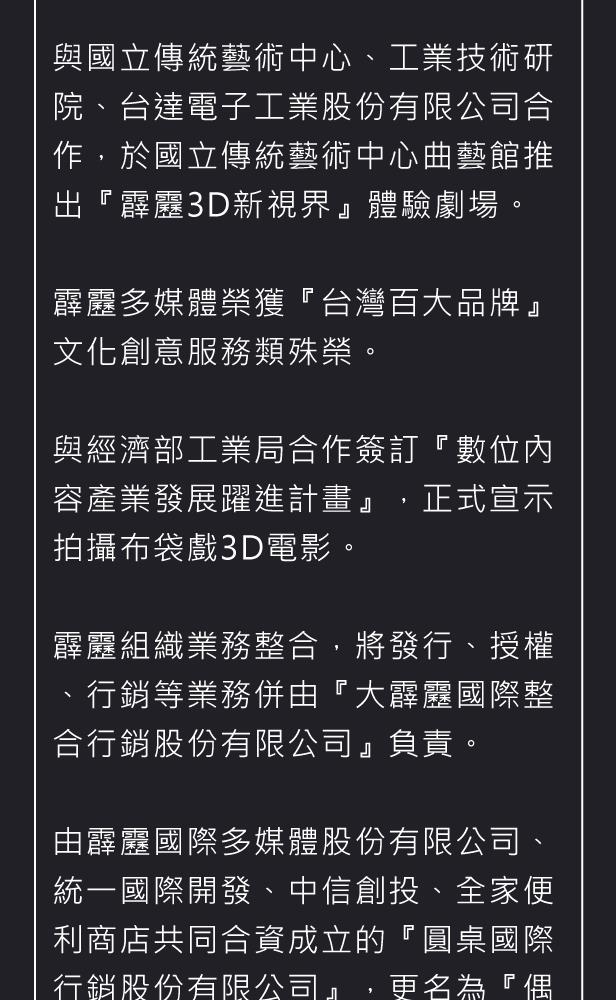 與國立傳統藝術中心、工業技術研
院、台達電子工業股份有限公司合
作，於國立傳統藝術中心曲藝館推
出『霹靂3D新視界』體驗劇場。
霹靂多媒體榮獲『台灣百大品牌』
文化創意服務類殊榮。
與經濟部工業局合作簽訂『數位內
容產業發展躍進計畫』，正式宣示
拍攝布袋戲3D電影。
霹靂組織業務整合，將發行、授權
、行銷等業務併由『大霹靂國際整
合行銷股份有限公司』負責。
由霹靂國際多媒體股份有限公司、
統一國際開發、中信創投、全家便
利商店共同合資成立的『圓桌國際
行銷股份有限公司』，更名為『偶